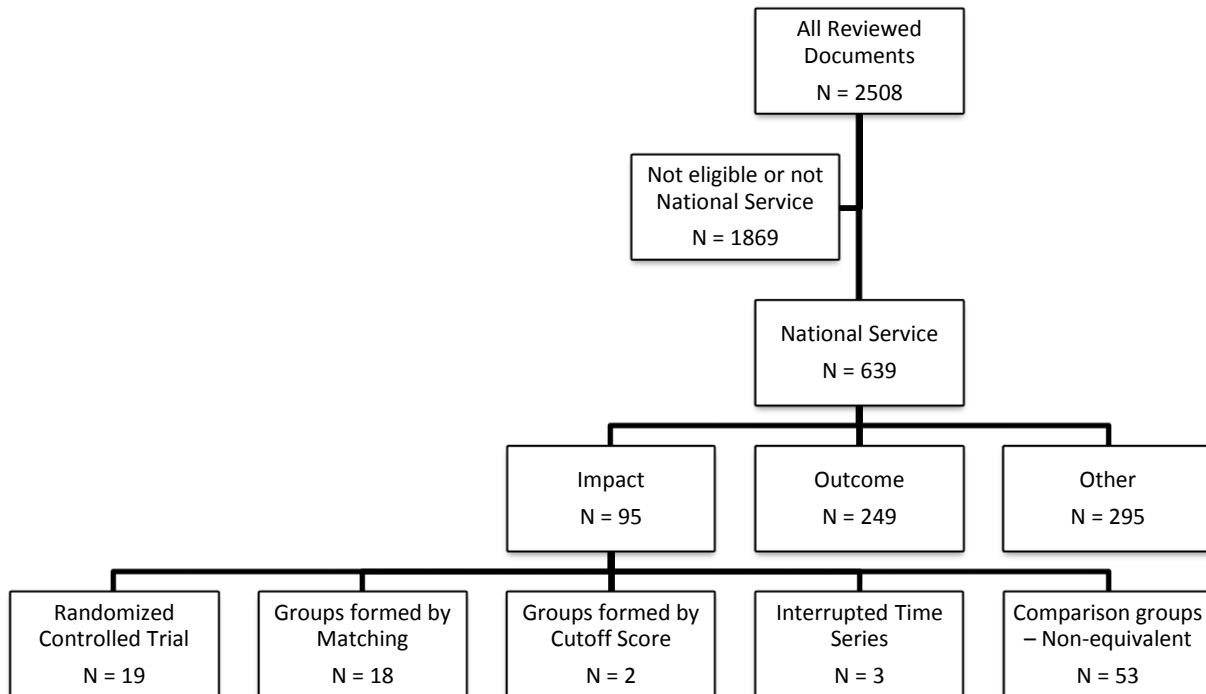 All Reviewed
Documents
N = 2508
Not eligible or not
National Service
N = 1869
National Service
N = 639
Impact
N = 95
Outcome
N = 249
Other
N = 295
Randomized
Controlled Trial
N = 19
Groups formed by
Matching
N = 18
Groups formed by
Cutoff Score
N = 2
Interrupted Time
Series
N = 3
Comparison groups
– Non-equivalent
N = 53